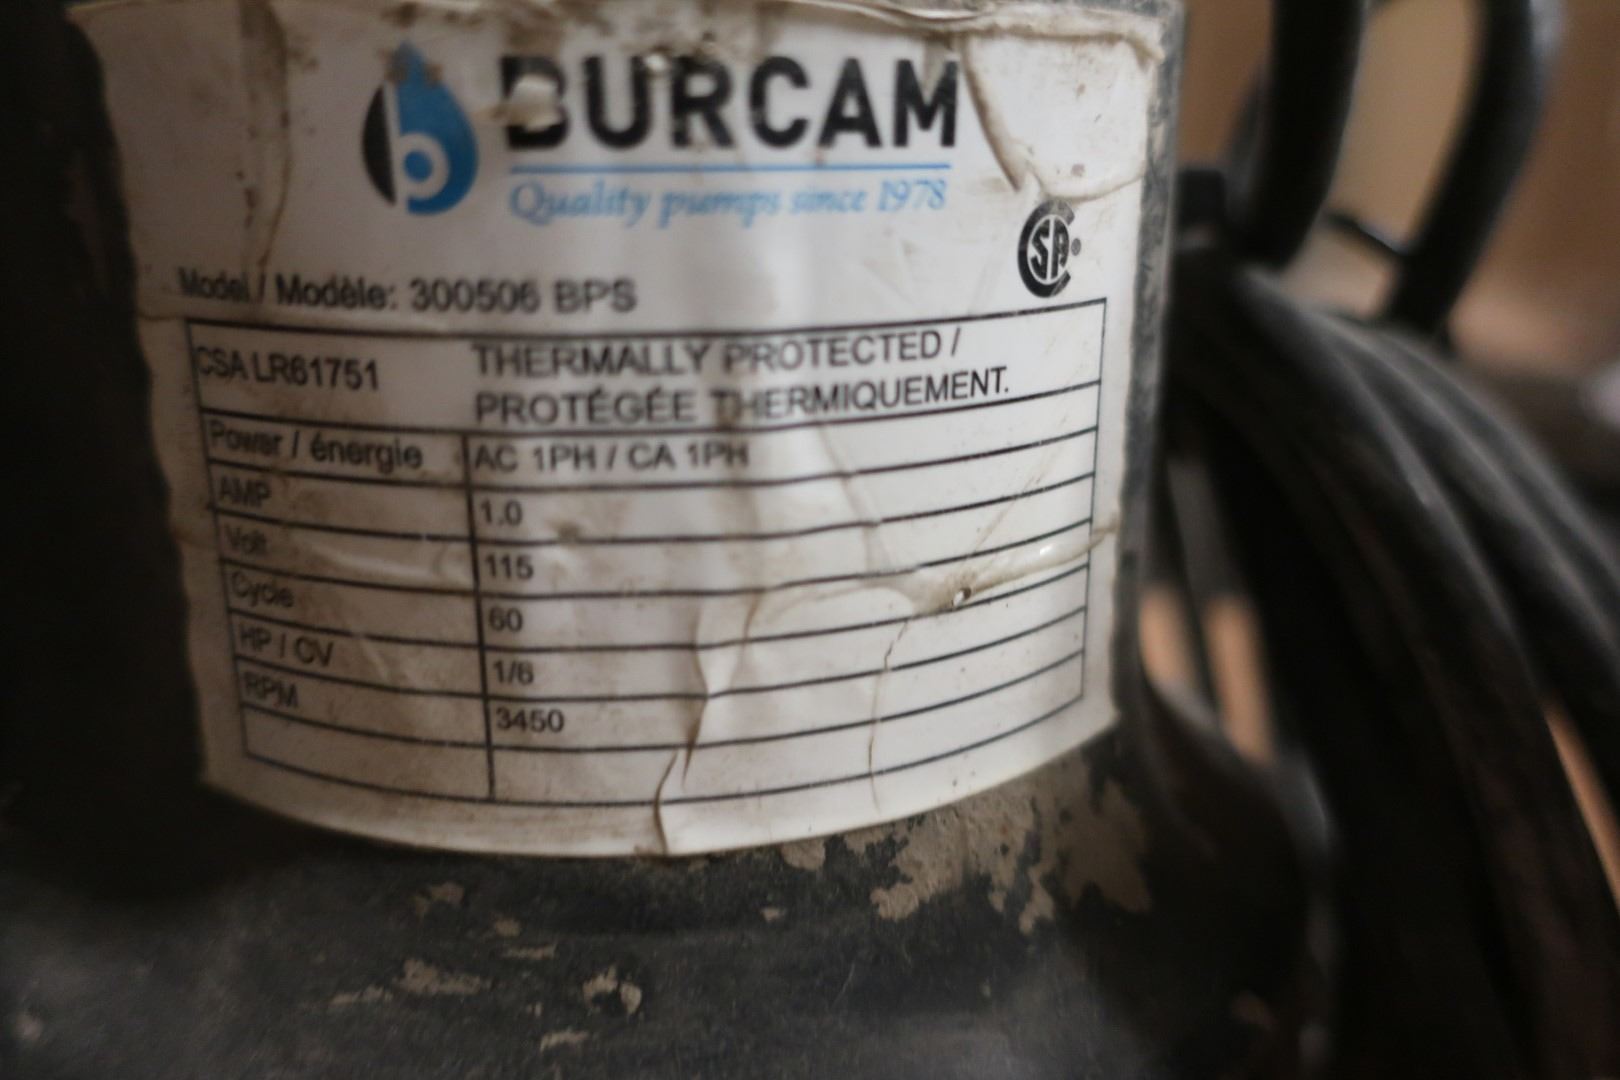 BURCAM
Quality pumps since 1978
CSA
Model / Modèle: 300506 BPS
CSA LR61751
THERMALLY PROTECTED /
PROTÉGÉE THERMIQUEMENT.
Power / énergie AC 1PH / CA 1PH
AMP 1.0
Volt 115
Cycle 60
HP / CV 1/6
RPM 3450